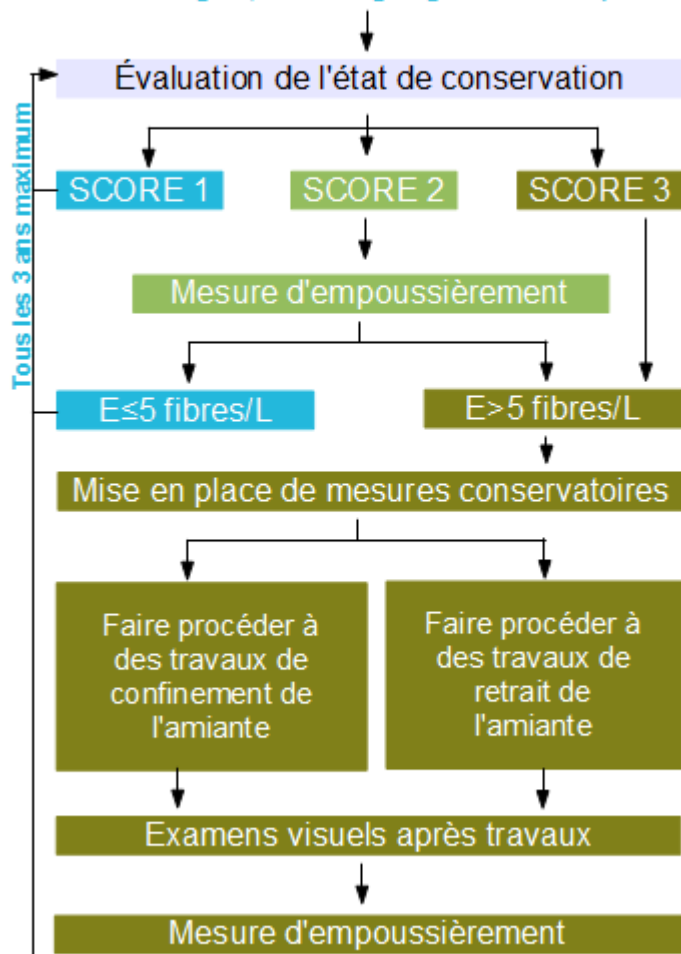 Évaluation de l'état de conservation
SCORE 1
SCORE 2
SCORE 3
Tous les 3 ans maximum
Mesure d'empoussièrement
E≤5 fibres/L
E>5 fibres/L
Mise en place de mesures conservatoires
Faire procéder à
des travaux de
confinement de
l'amiante
Faire procéder à
des travaux de
retrait de
l'amiante
Examens visuels après travaux
Mesure d'empoussièrement